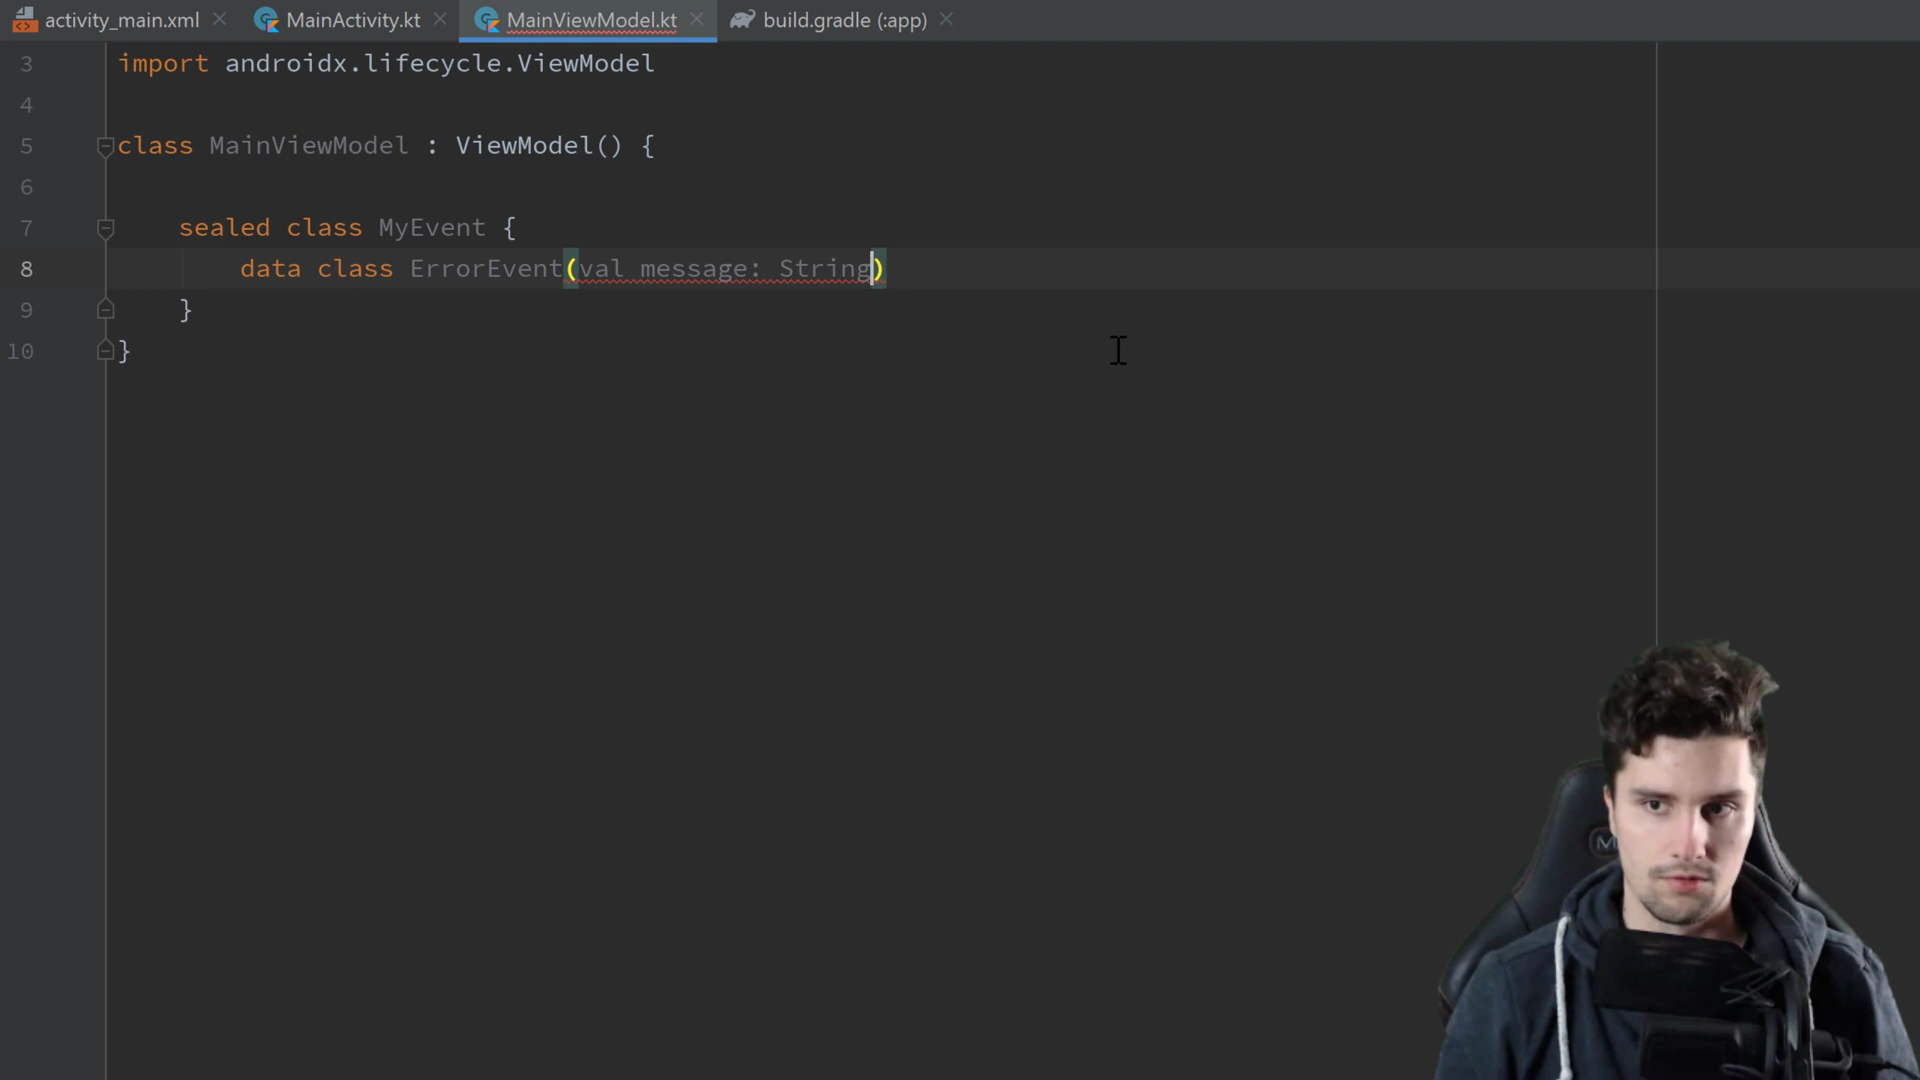 activity_main.xml MainActivity.kt MainViewModel.kt build.gradle (:app)
3 import androidx.lifecycle.ViewModel
4
5 class MainViewModel : ViewModel() {
6
7 sealed class MyEvent {
8 data class ErrorEvent(val message: String)
9 }
10 }